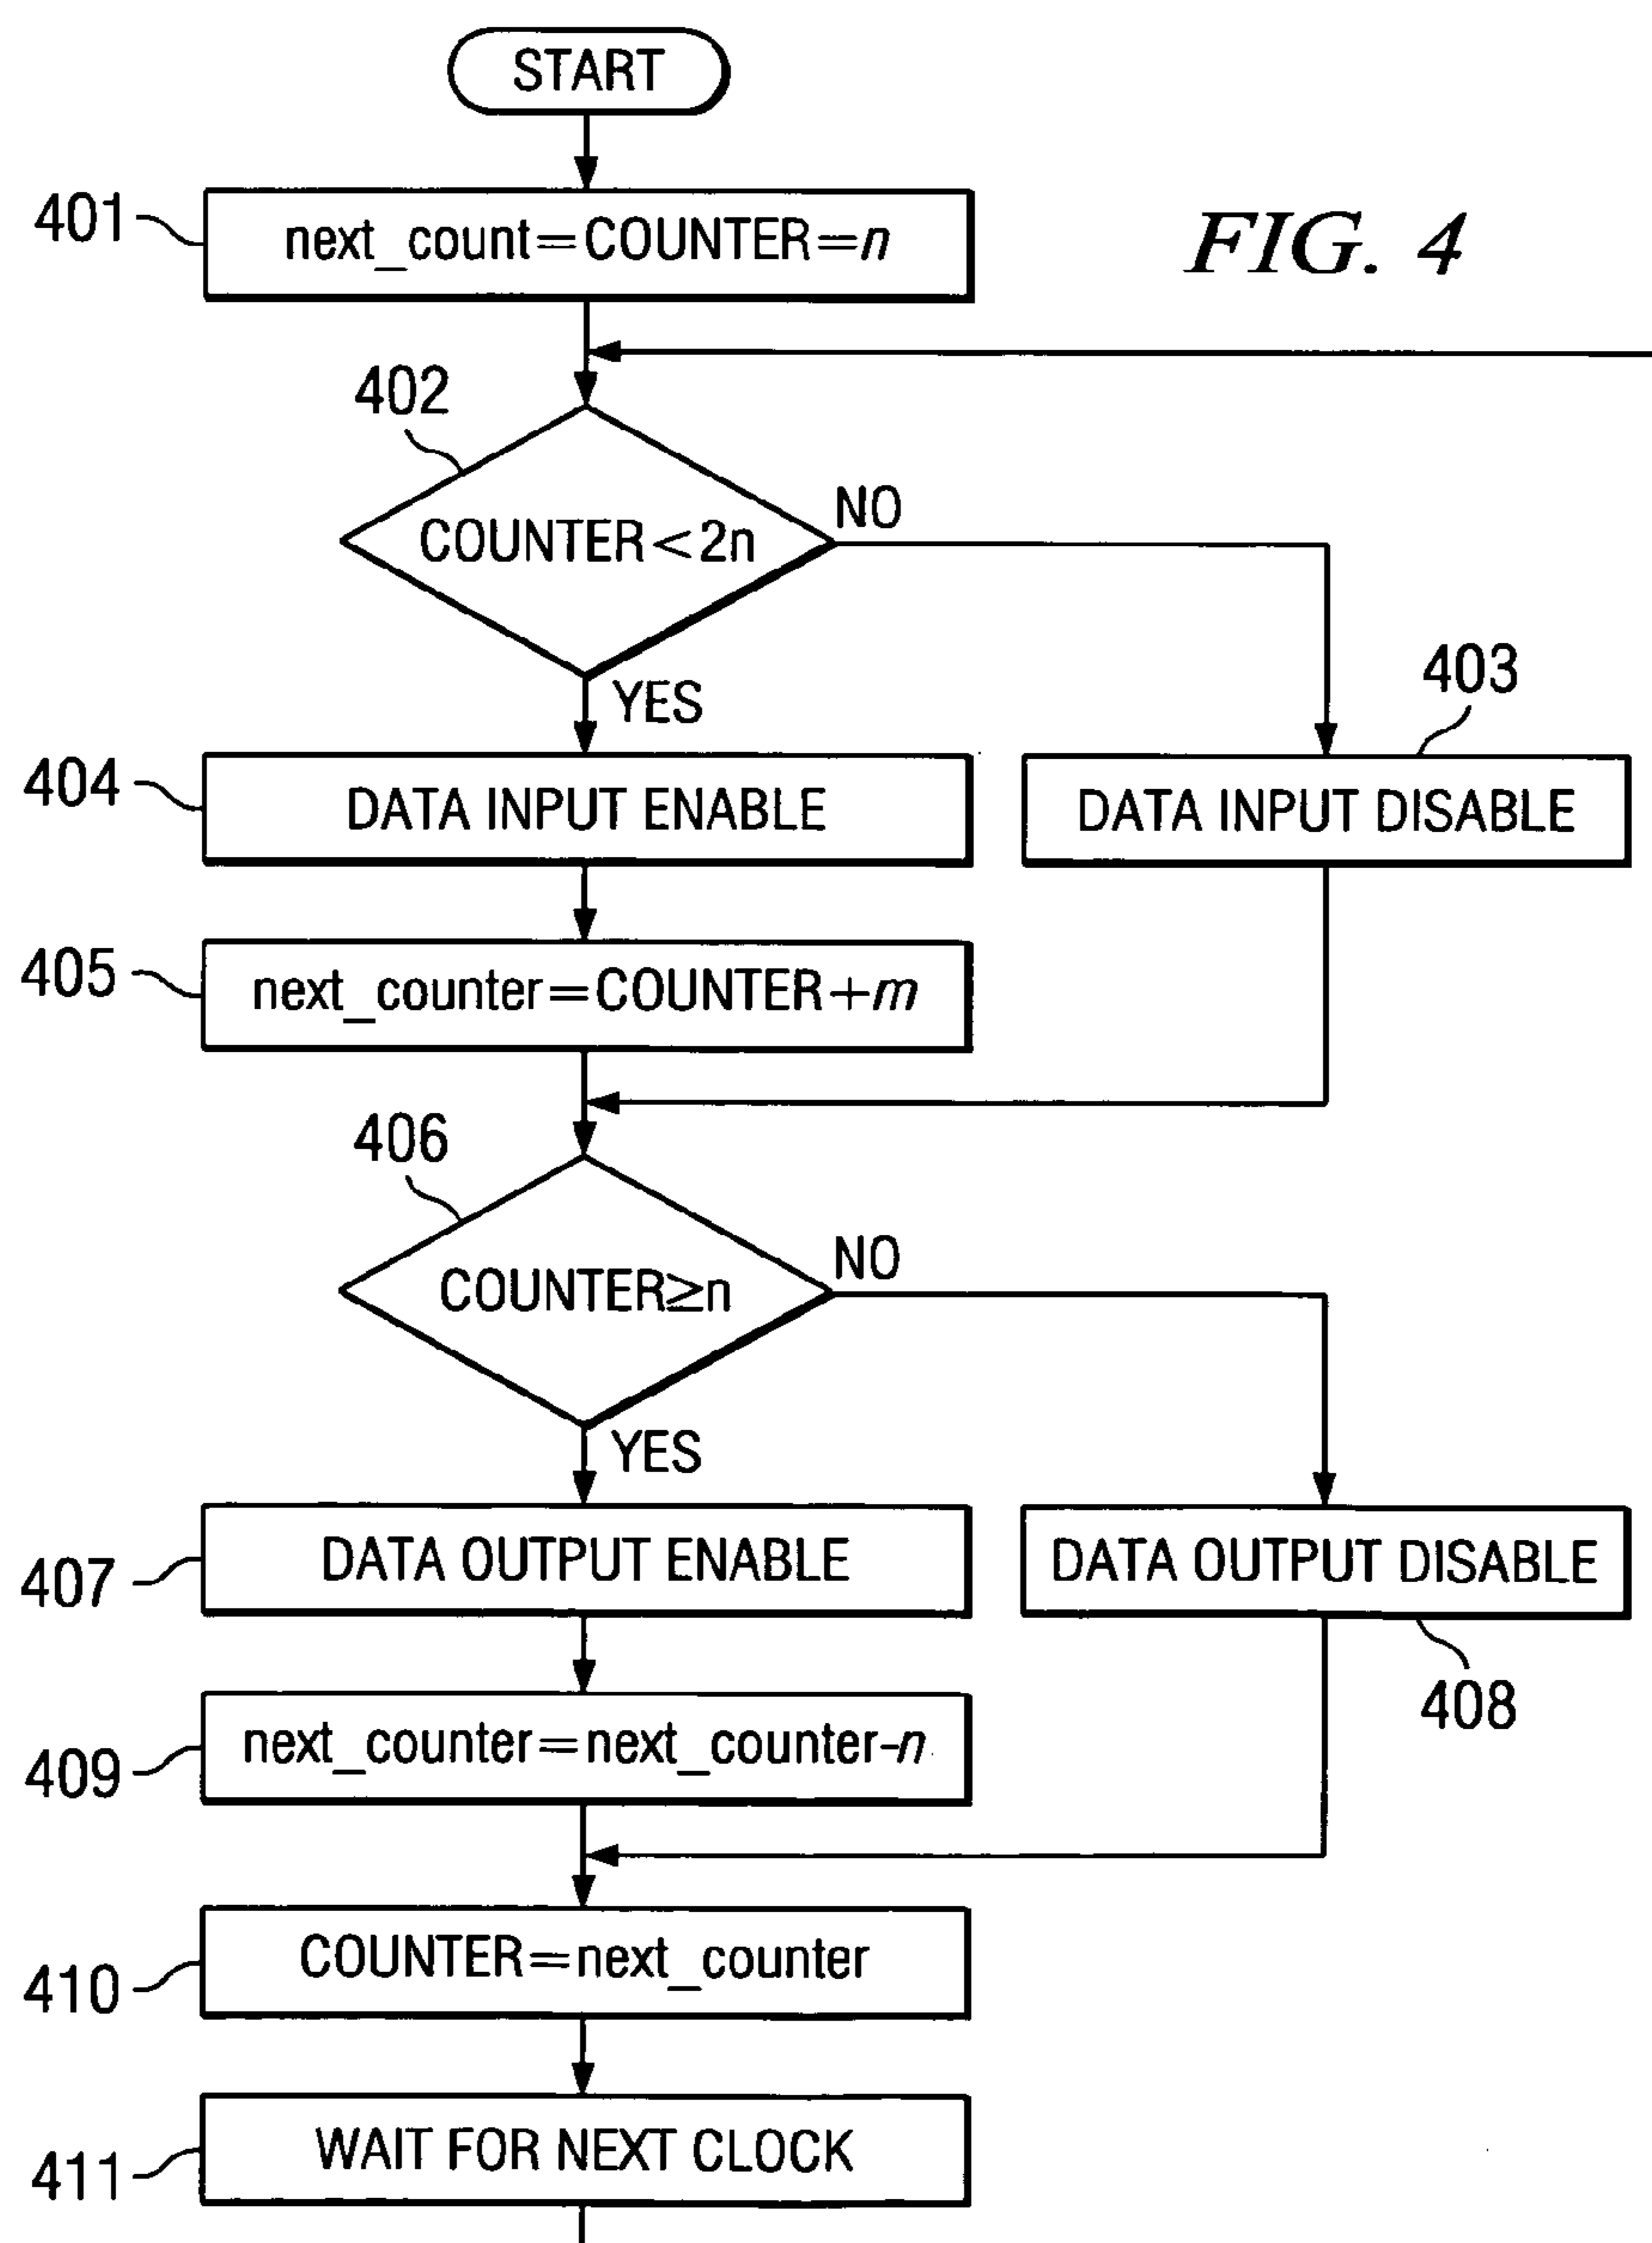 START
401
next_count=COUNTER=n
FIG. 4
402
COUNTER<2n
NO
YES
403
404
DATA INPUT ENABLE
DATA INPUT DISABLE
405
next_counter=COUNTER+m
406
COUNTER≥n
NO
YES
407
DATA OUTPUT ENABLE
DATA OUTPUT DISABLE
408
409
next_counter=next_counter-n
410
COUNTER=next_counter
411
WAIT FOR NEXT CLOCK